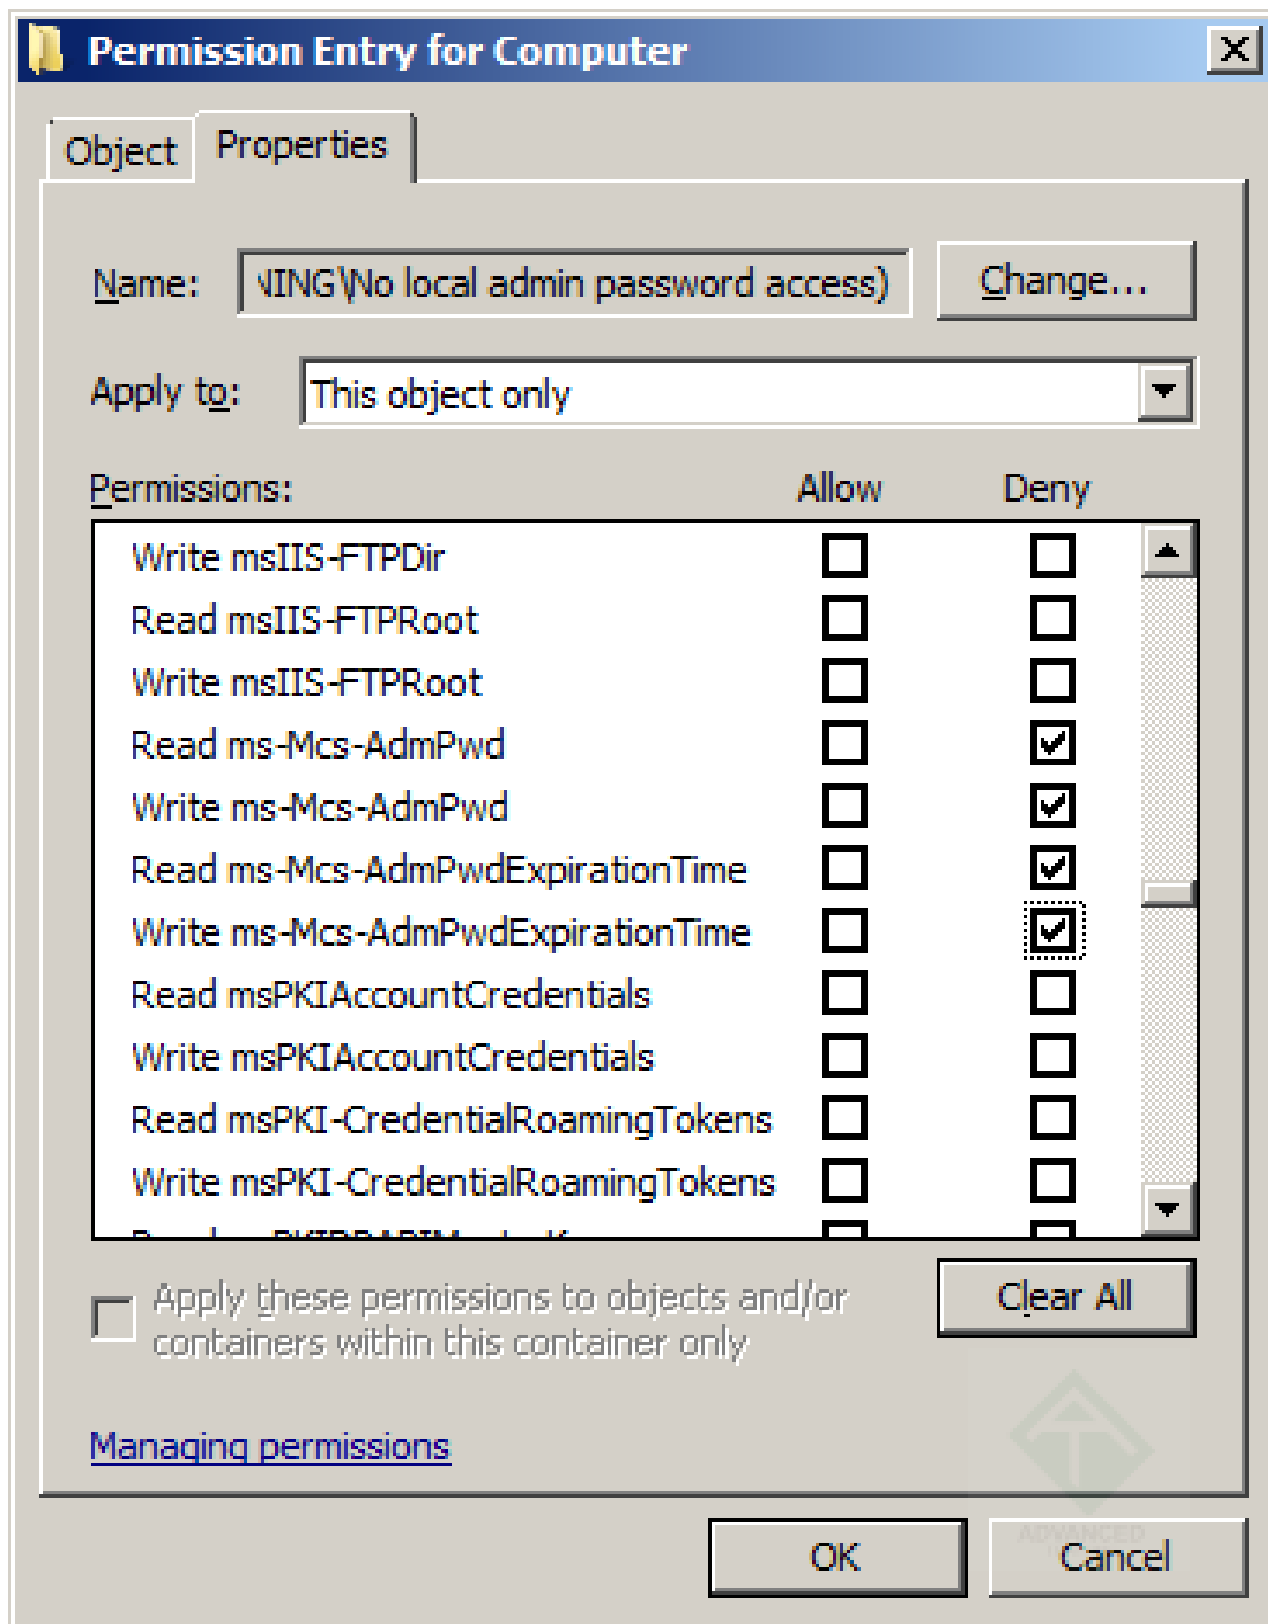 Permission Entry for Computer
Object
Properties
Name:
NING\No local admin password access)
Change...
Apply to:
This object only
Permissions:
Allow
Deny
Write msIIS-FTPDir
Read msIIS-FTPRoot
Write msIIS-FTPRoot
Read ms-Mcs-AdmPwd
Write ms-Mcs-AdmPwd
Read ms-Mcs-AdmPwdExpirationTime
Write ms-Mcs-AdmPwdExpirationTime
Read msPKIAccountCredentials
Write msPKIAccountCredentials
Read msPKI-CredentialRoamingTokens
Write msPKI-CredentialRoamingTokens
Apply these permissions to objects and/or
containers within this container only
Clear All
Managing permissions
ADVANCED
OK
Cancel